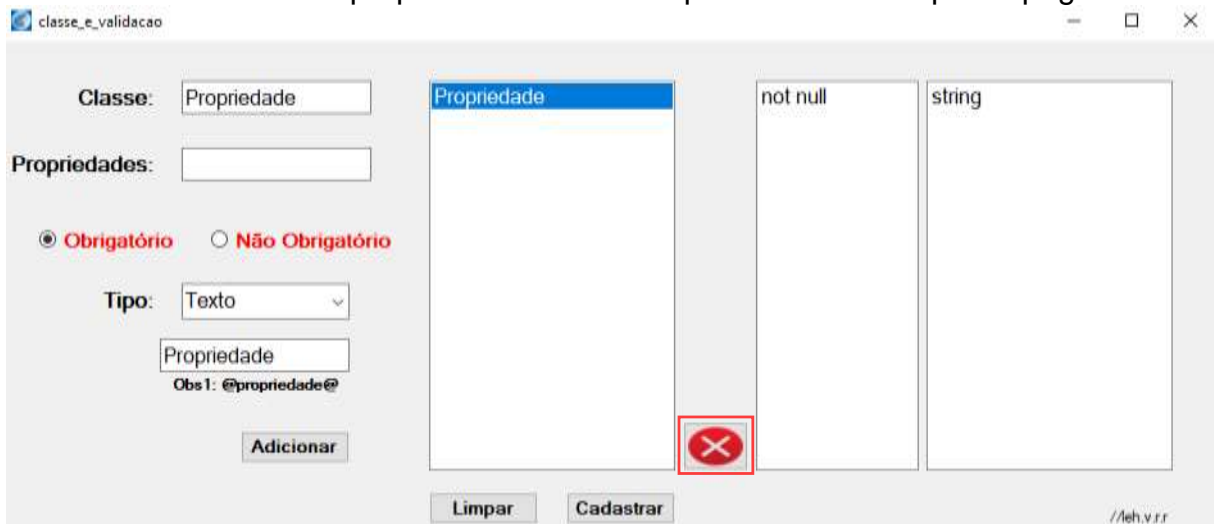 classe_e_validacao
Classe: Propriedade
Propriedades:
Obrigatório Não Obrigatório
Tipo: Texto
Propriedade
Obs1: @propriedade@
Adicionar
Propriedade
not null
string
Limpar Cadastrar
//leh.v.r.r